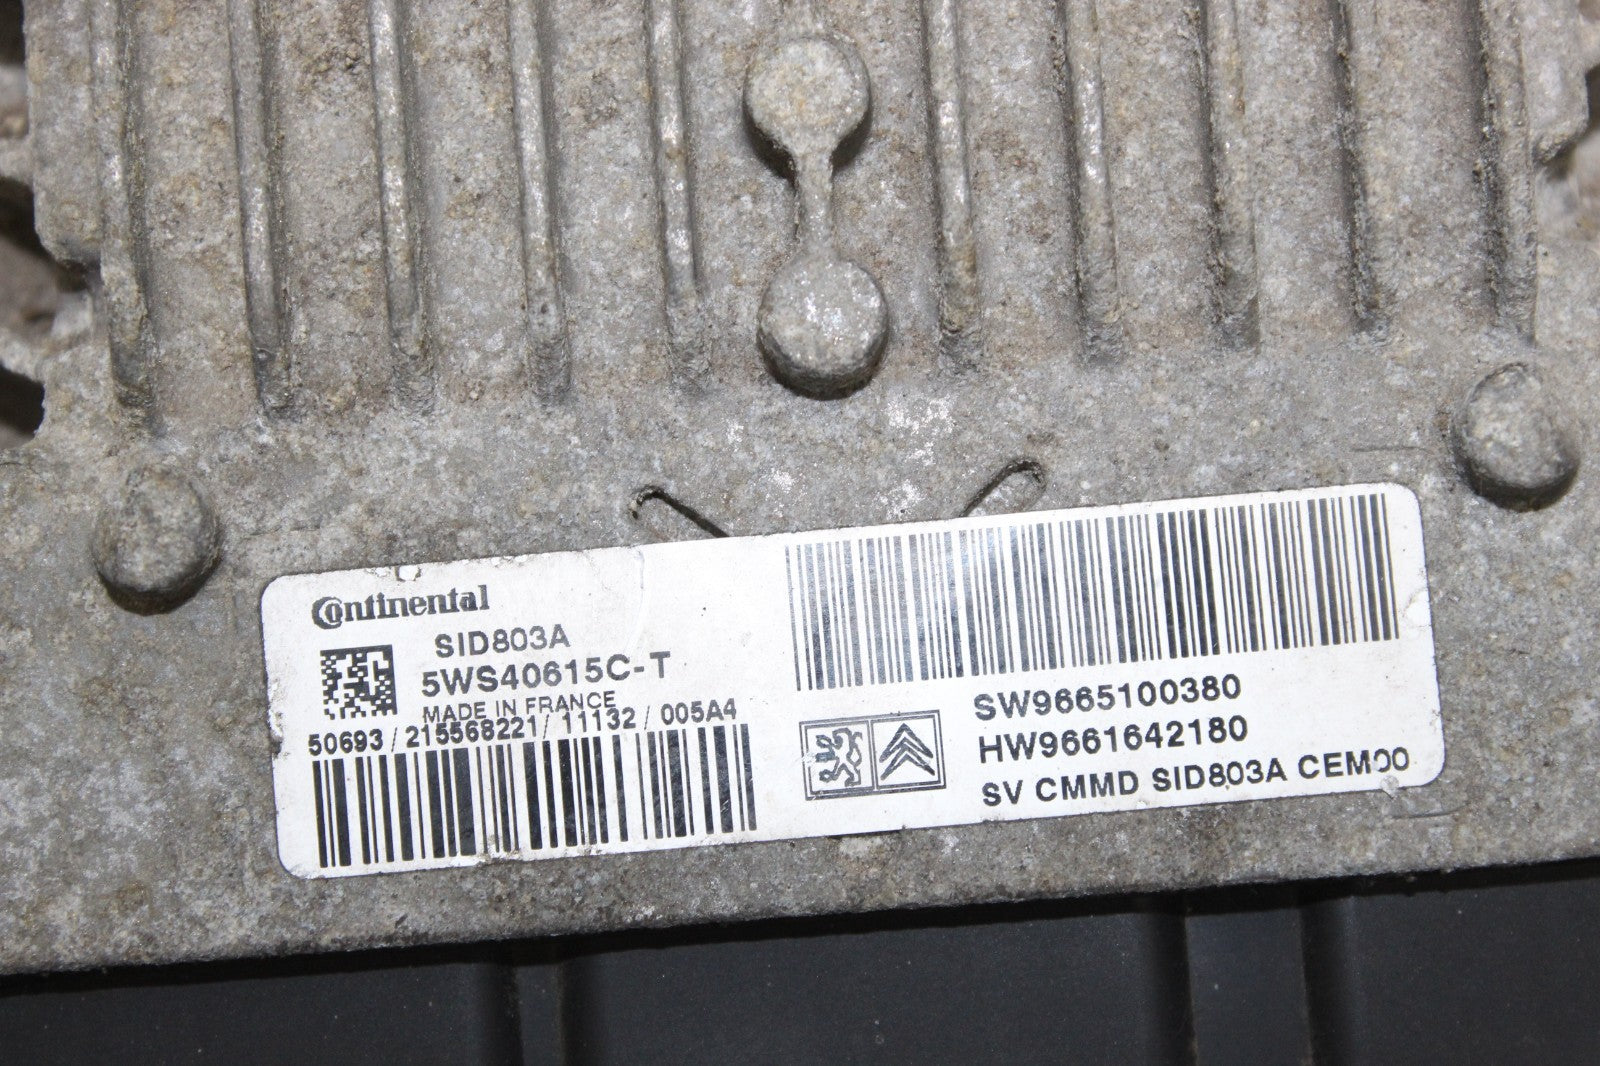 Continental
SID803A
5WS40615C-T
MADE IN FRANCE
50693 / 215568221 / 11132 / 005A4
SW9665100380
HW9661642180
SV CMMD SID803A CEM00